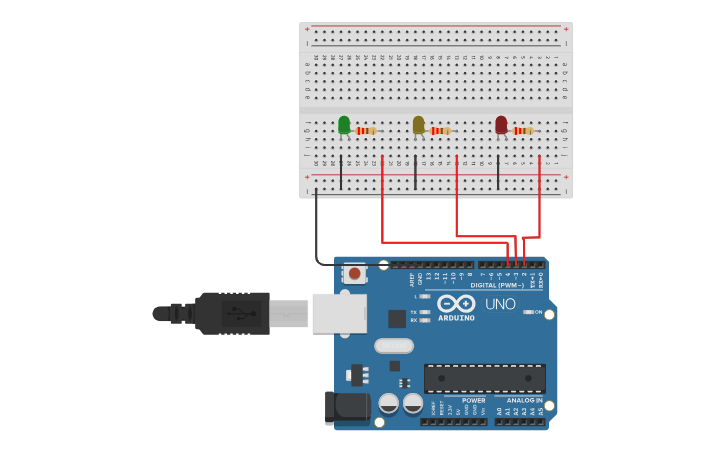 +
−
a b c d e
f g h i j
+
−
AREF
GND
13
12
~11
~10
~9
8
7
~6
~5
4
~3
2
TX→1
RX←0
DIGITAL (PWM~)
L
TX
RX
ARDUINO
UNO
ON
POWER
ANALOG IN
IOREF
RESET
3.3V
5V
GND
GND
Vin
A0
A1
A2
A3
A4
A5